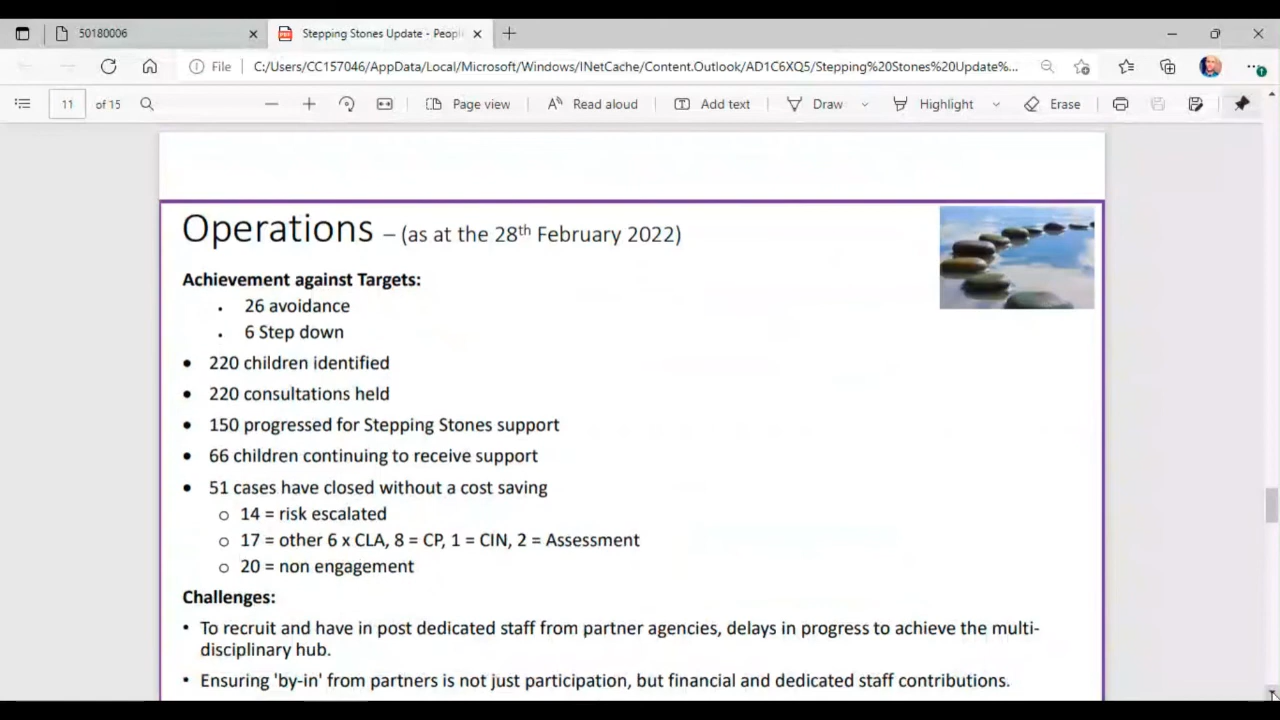 50180006
Stepping Stones Update - Peopl
File
C:/Users/CC157046/AppData/Local/Microsoft/Windows/INetCache/Content.Outlook/AD1C6XQ5/Stepping%20Stones%20Update%...
11 of 15
Page view
Read aloud
Add text
Draw
Highlight
Erase
Operations – (as at the 28th February 2022)
Achievement against Targets:
26 avoidance
6 Step down
220 children identified
220 consultations held
150 progressed for Stepping Stones support
66 children continuing to receive support
51 cases have closed without a cost saving
14 = risk escalated
17 = other 6 x CLA, 8 = CP, 1 = CIN, 2 = Assessment
20 = non engagement
Challenges:
To recruit and have in post dedicated staff from partner agencies, delays in progress to achieve the multi-
disciplinary hub.
Ensuring 'by-in' from partners is not just participation, but financial and dedicated staff contributions.